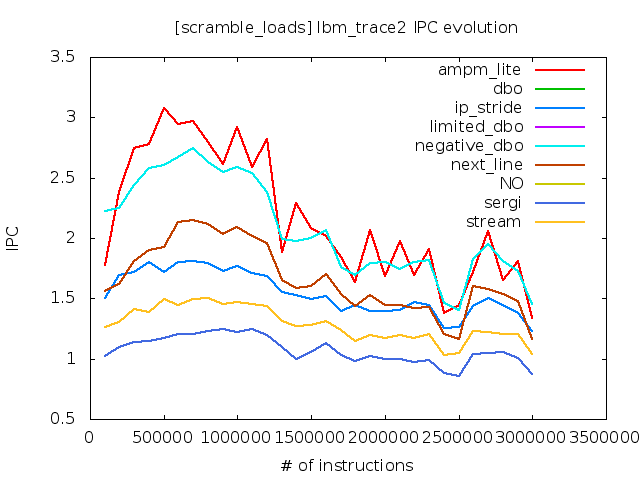 [scramble_loads] lbm_trace2 IPC evolution
3.5
3
2.5
2
1.5
1
0.5
IPC
ampm_lite
dbo
ip_stride
limited_dbo
negative_dbo
next_line
NO
sergi
stream
0 500000 1000000 1500000 2000000 2500000 3000000 3500000
# of instructions